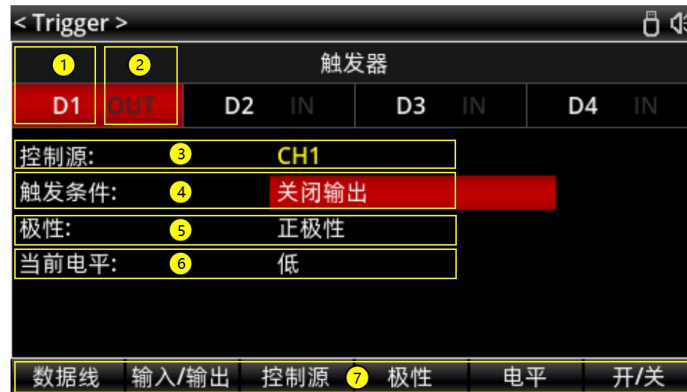 < Trigger >
1 2 触发器
D1 OUT D2 IN D3 IN D4 IN
控制源: 3 CH1
触发条件: 4 关闭输出
极性: 5 正极性
当前电平: 6 低
数据线 输入/输出 控制源 7 极性 电平 开/关